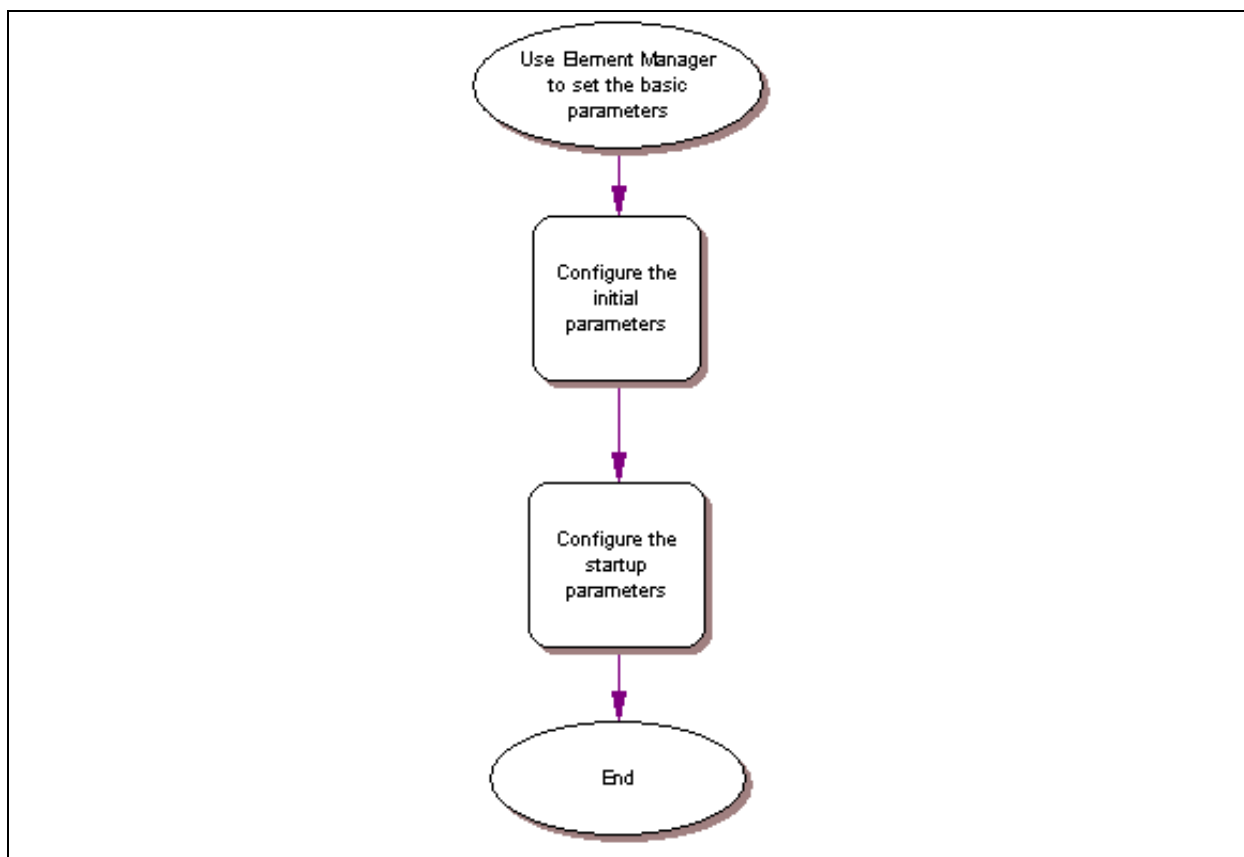 Use Element Manager
to set the basic
parameters
Configure the
initial
parameters
Configure the
startup
parameters
End